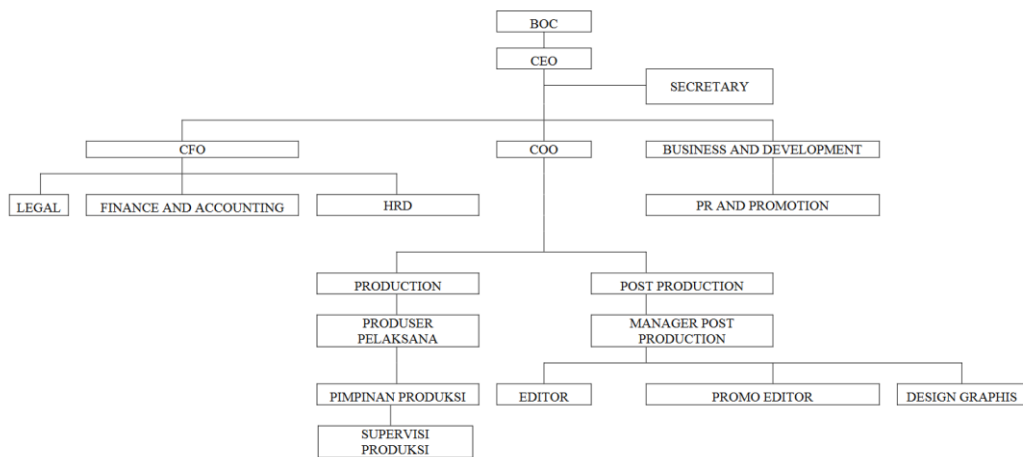 BOC
CEO
SECRETARY
CFO
COO
BUSINESS AND DEVELOPMENT
LEGAL
FINANCE AND ACCOUNTING
HRD
PR AND PROMOTION
PRODUCTION
POST PRODUCTION
PRODUSER
PELAKSANA
MANAGER POST
PRODUCTION
PIMPINAN PRODUKSI
EDITOR
PROMO EDITOR
DESIGN GRAPHIS
SUPERVISI
PRODUKSI